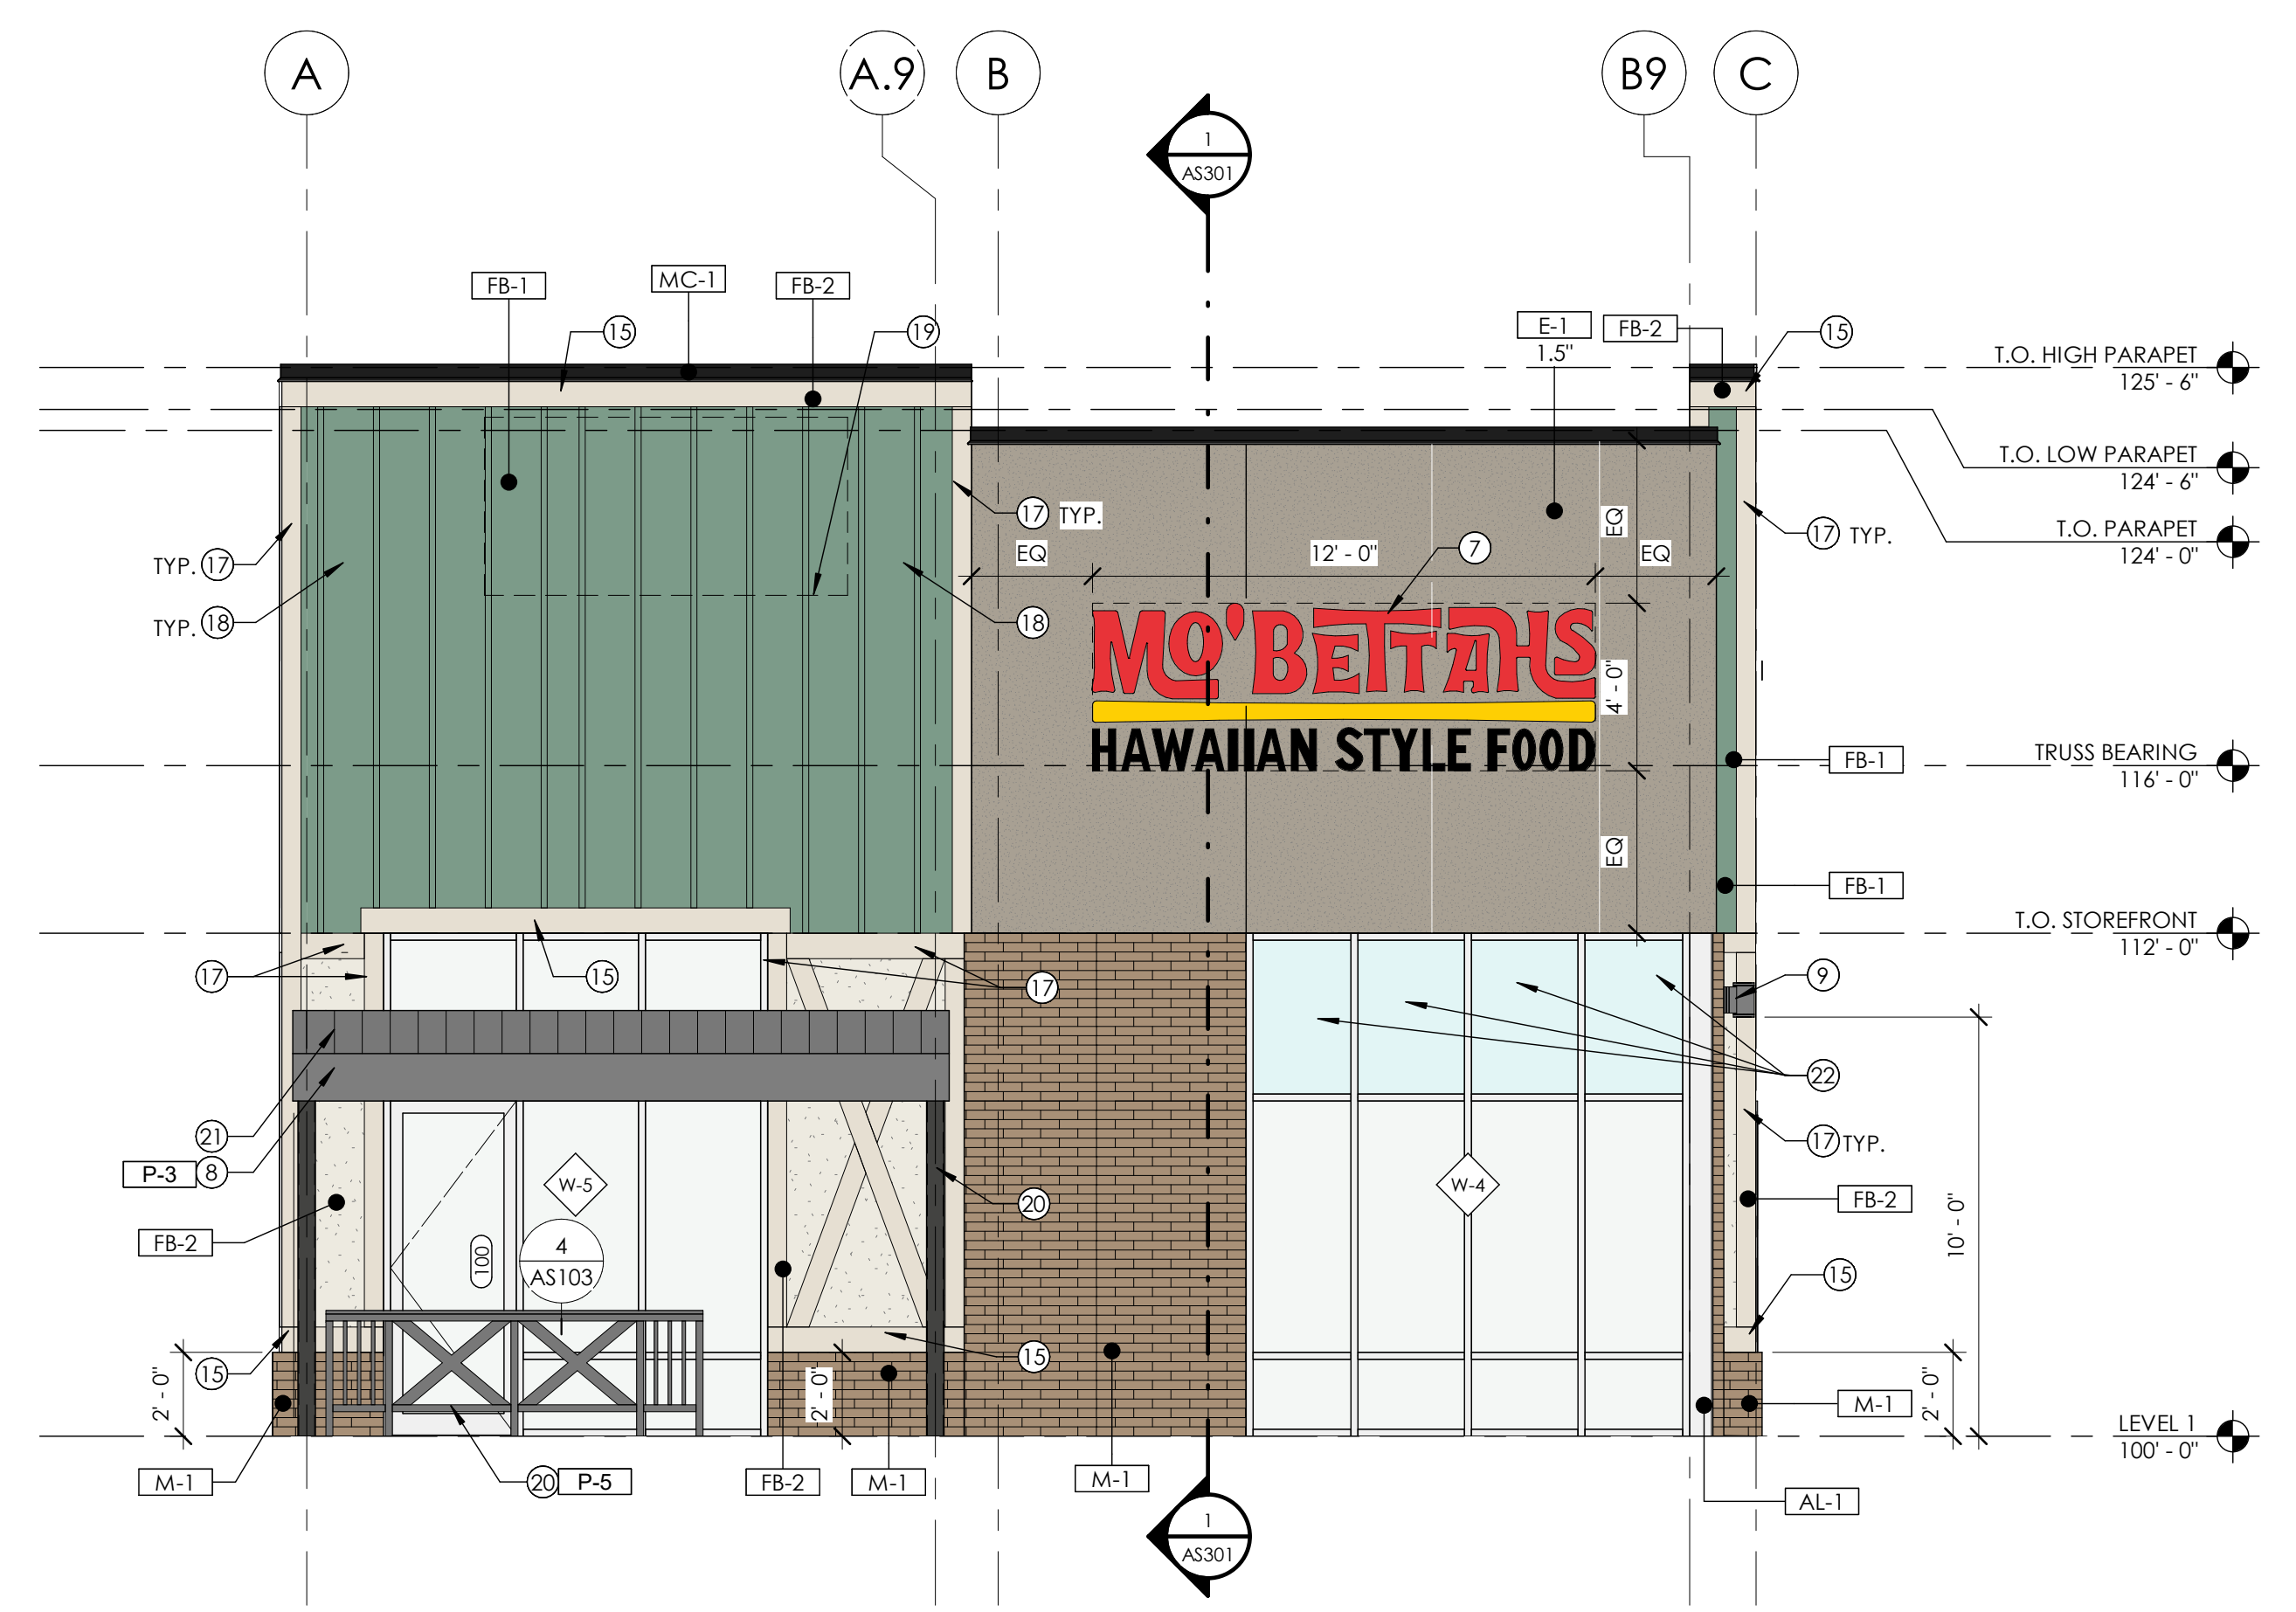 A
A.9
B
B9
C
1
AS301
FB-1
MC-1
FB-2
15
19
E-1
1.5"
FB-2
15
T.O. HIGH PARAPET
125' - 6"
T.O. LOW PARAPET
124' - 6"
T.O. PARAPET
124' - 0"
17 TYP.
EQ
12' - 0"
7
EQ
EQ
17 TYP.
TYP. 17
TYP. 18
18
MO'BETTAHS
HAWAIIAN STYLE FOOD
4' - 0"
TRUSS BEARING
116' - 0"
FB-1
EQ
FB-1
T.O. STOREFRONT
112' - 0"
17
15
17
9
22
21
P-3 8
17 TYP.
W-5
W-4
20
FB-2
FB-2
100
4
AS103
10' - 0"
15
15
15
2' - 0"
2' - 0"
2' - 0"
M-1
LEVEL 1
100' - 0"
M-1
20 P-5
FB-2
M-1
M-1
AL-1
1
AS301